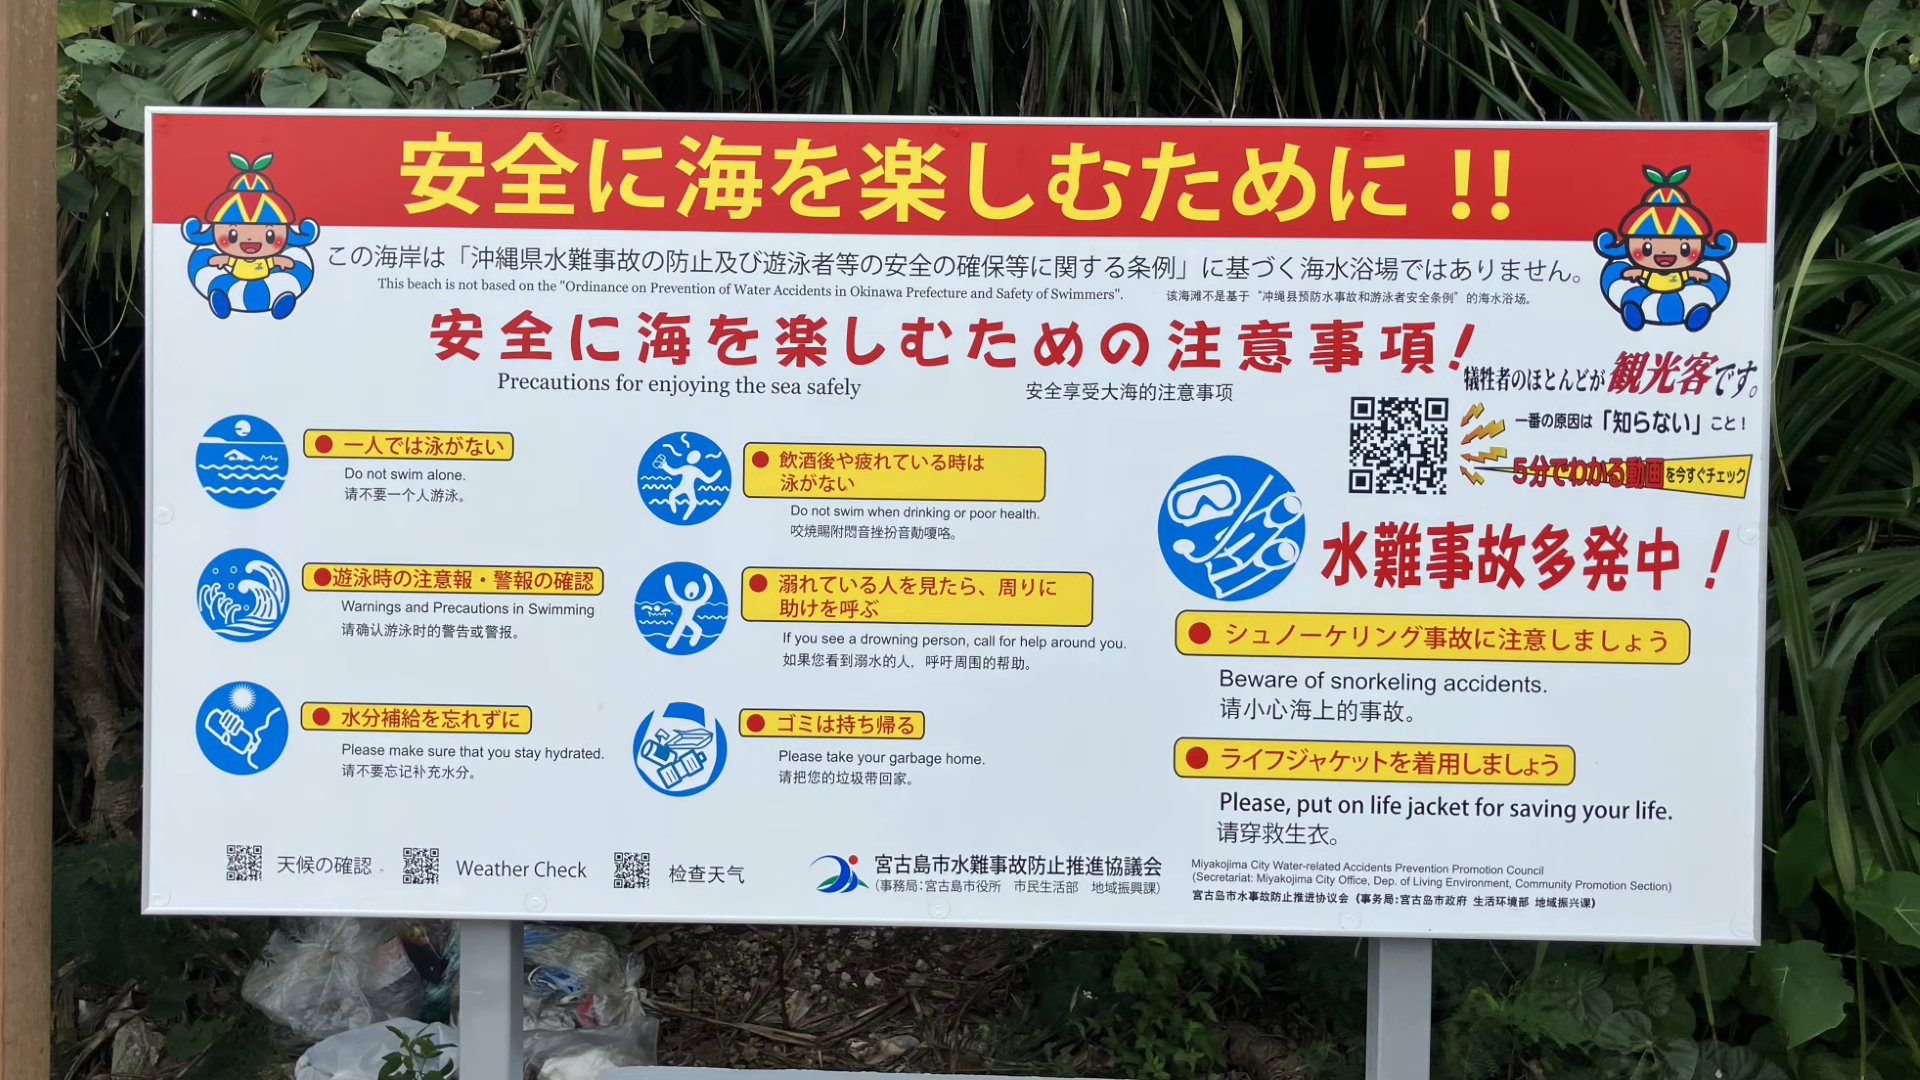 安全に海を楽しむために!!
この海岸は「沖縄県水難事故の防止及び遊泳者等の安全の確保等に関する条例」に基づく海水浴場ではありません。
This beach is not based on the "Ordinance on Prevention of Water Accidents in Okinawa Prefecture and Safety of Swimmers".
该海滩不是基于“冲绳县预防水事故和游泳者安全条例”的海水浴场。
安全に海を楽しむための注意事項!
Precautions for enjoying the sea safely
安全享受大海的注意事项
犠牲者のほとんどが観光客です。
一番の原因は「知らない」こと!
5分でわかる動画を今すぐチェック
● 一人では泳がない
Do not swim alone.
请不要一个人游泳。
●遊泳時の注意報・警報の確認
Warnings and Precautions in Swimming
请确认游泳时的警告或警报。
● 水分補給を忘れずに
Please make sure that you stay hydrated.
请不要忘记补充水分。
● 飲酒後や疲れている時は
泳がない
Do not swim when drinking or poor health.
咬焼賜附悶音挫扮音動嗄咯。
● 溺れている人を見たら、周りに
助けを呼ぶ
If you see a drowning person, call for help around you.
如果您看到溺水的人，呼吁周围的帮助。
● ゴミは持ち帰る
Please take your garbage home.
请把您的垃圾带回家。
水難事故多発中!
● シュノーケリング事故に注意しましょう
Beware of snorkeling accidents.
请小心海上的事故。
● ライフジャケットを着用しましょう
Please, put on life jacket for saving your life.
请穿救生衣。
天候の確認
Weather Check
检查天气
宮古島市水難事故防止推進協議会
(事務局:宮古島市役所 市民生活部 地域振興課)
Miyakojima City Water-related Accidents Prevention Promotion Council
(Secretariat: Miyakojima City Office, Dep. of Living Environment, Community Promotion Section)
宮古島市水事故防止推进协议会 (事务局:宮古島市政府 生活环境部 地域振兴课)